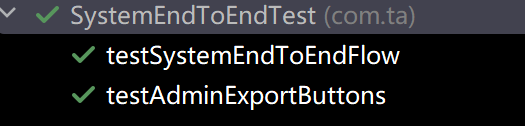 SystemEndToEndTest (com.ta)
testSystemEndToEndFlow
testAdminExportButtons